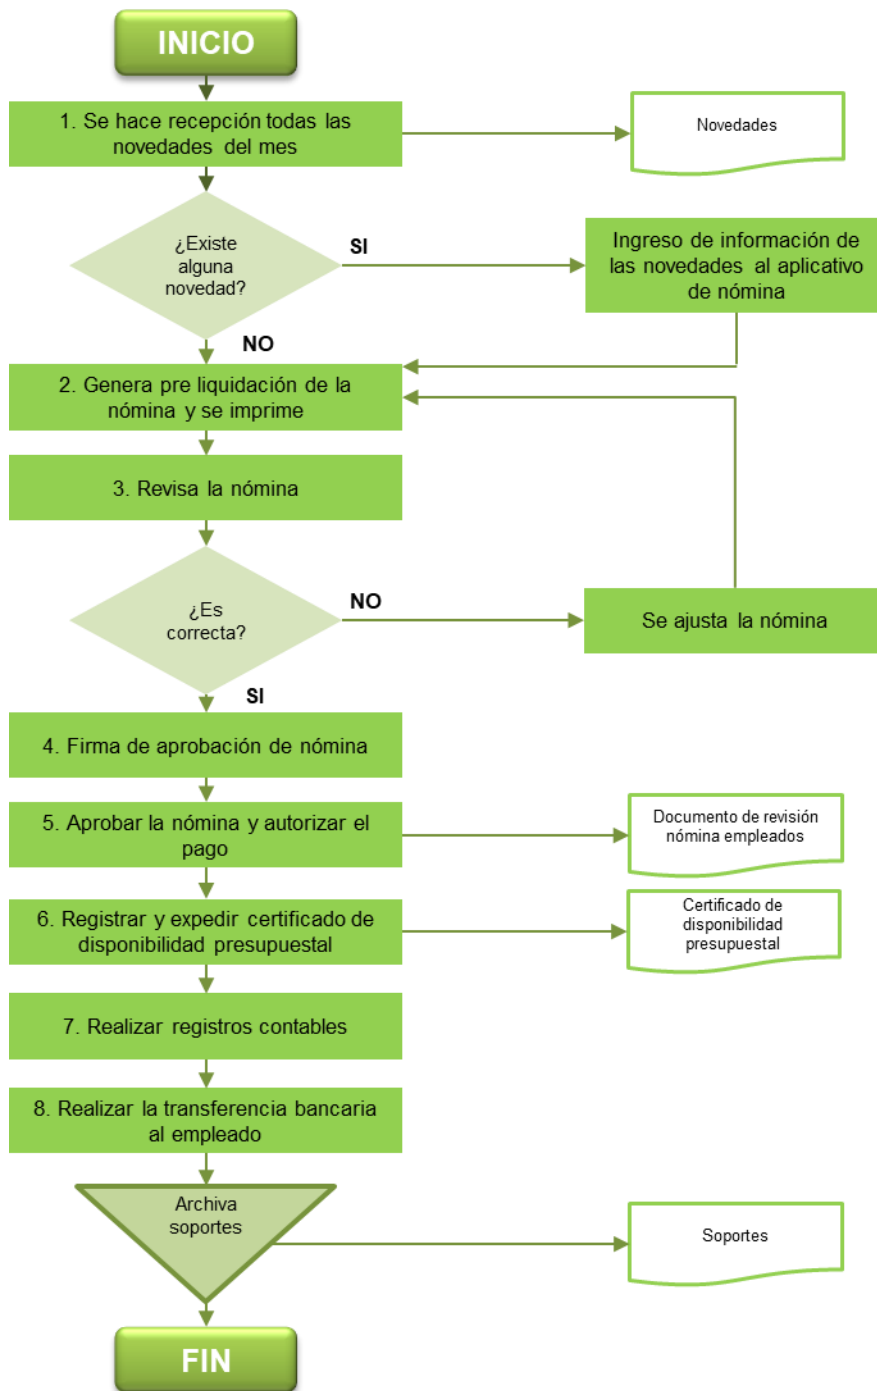 INICIO
1. Se hace recepción todas las
novedades del mes
Novedades
¿Existe
alguna
novedad?
SI
Ingreso de información de
las novedades al aplicativo
de nómina
NO
2. Genera pre liquidación de la
nómina y se imprime
3. Revisa la nómina
¿Es
correcta?
NO
Se ajusta la nómina
SI
4. Firma de aprobación de nómina
5. Aprobar la nómina y autorizar el
pago
Documento de revisión
nómina empleados
6. Registrar y expedir certificado de
disponibilidad presupuestal
Certificado de
disponibilidad
presupuestal
7. Realizar registros contables
8. Realizar la transferencia bancaria
al empleado
Archiva
soportes
Soportes
FIN